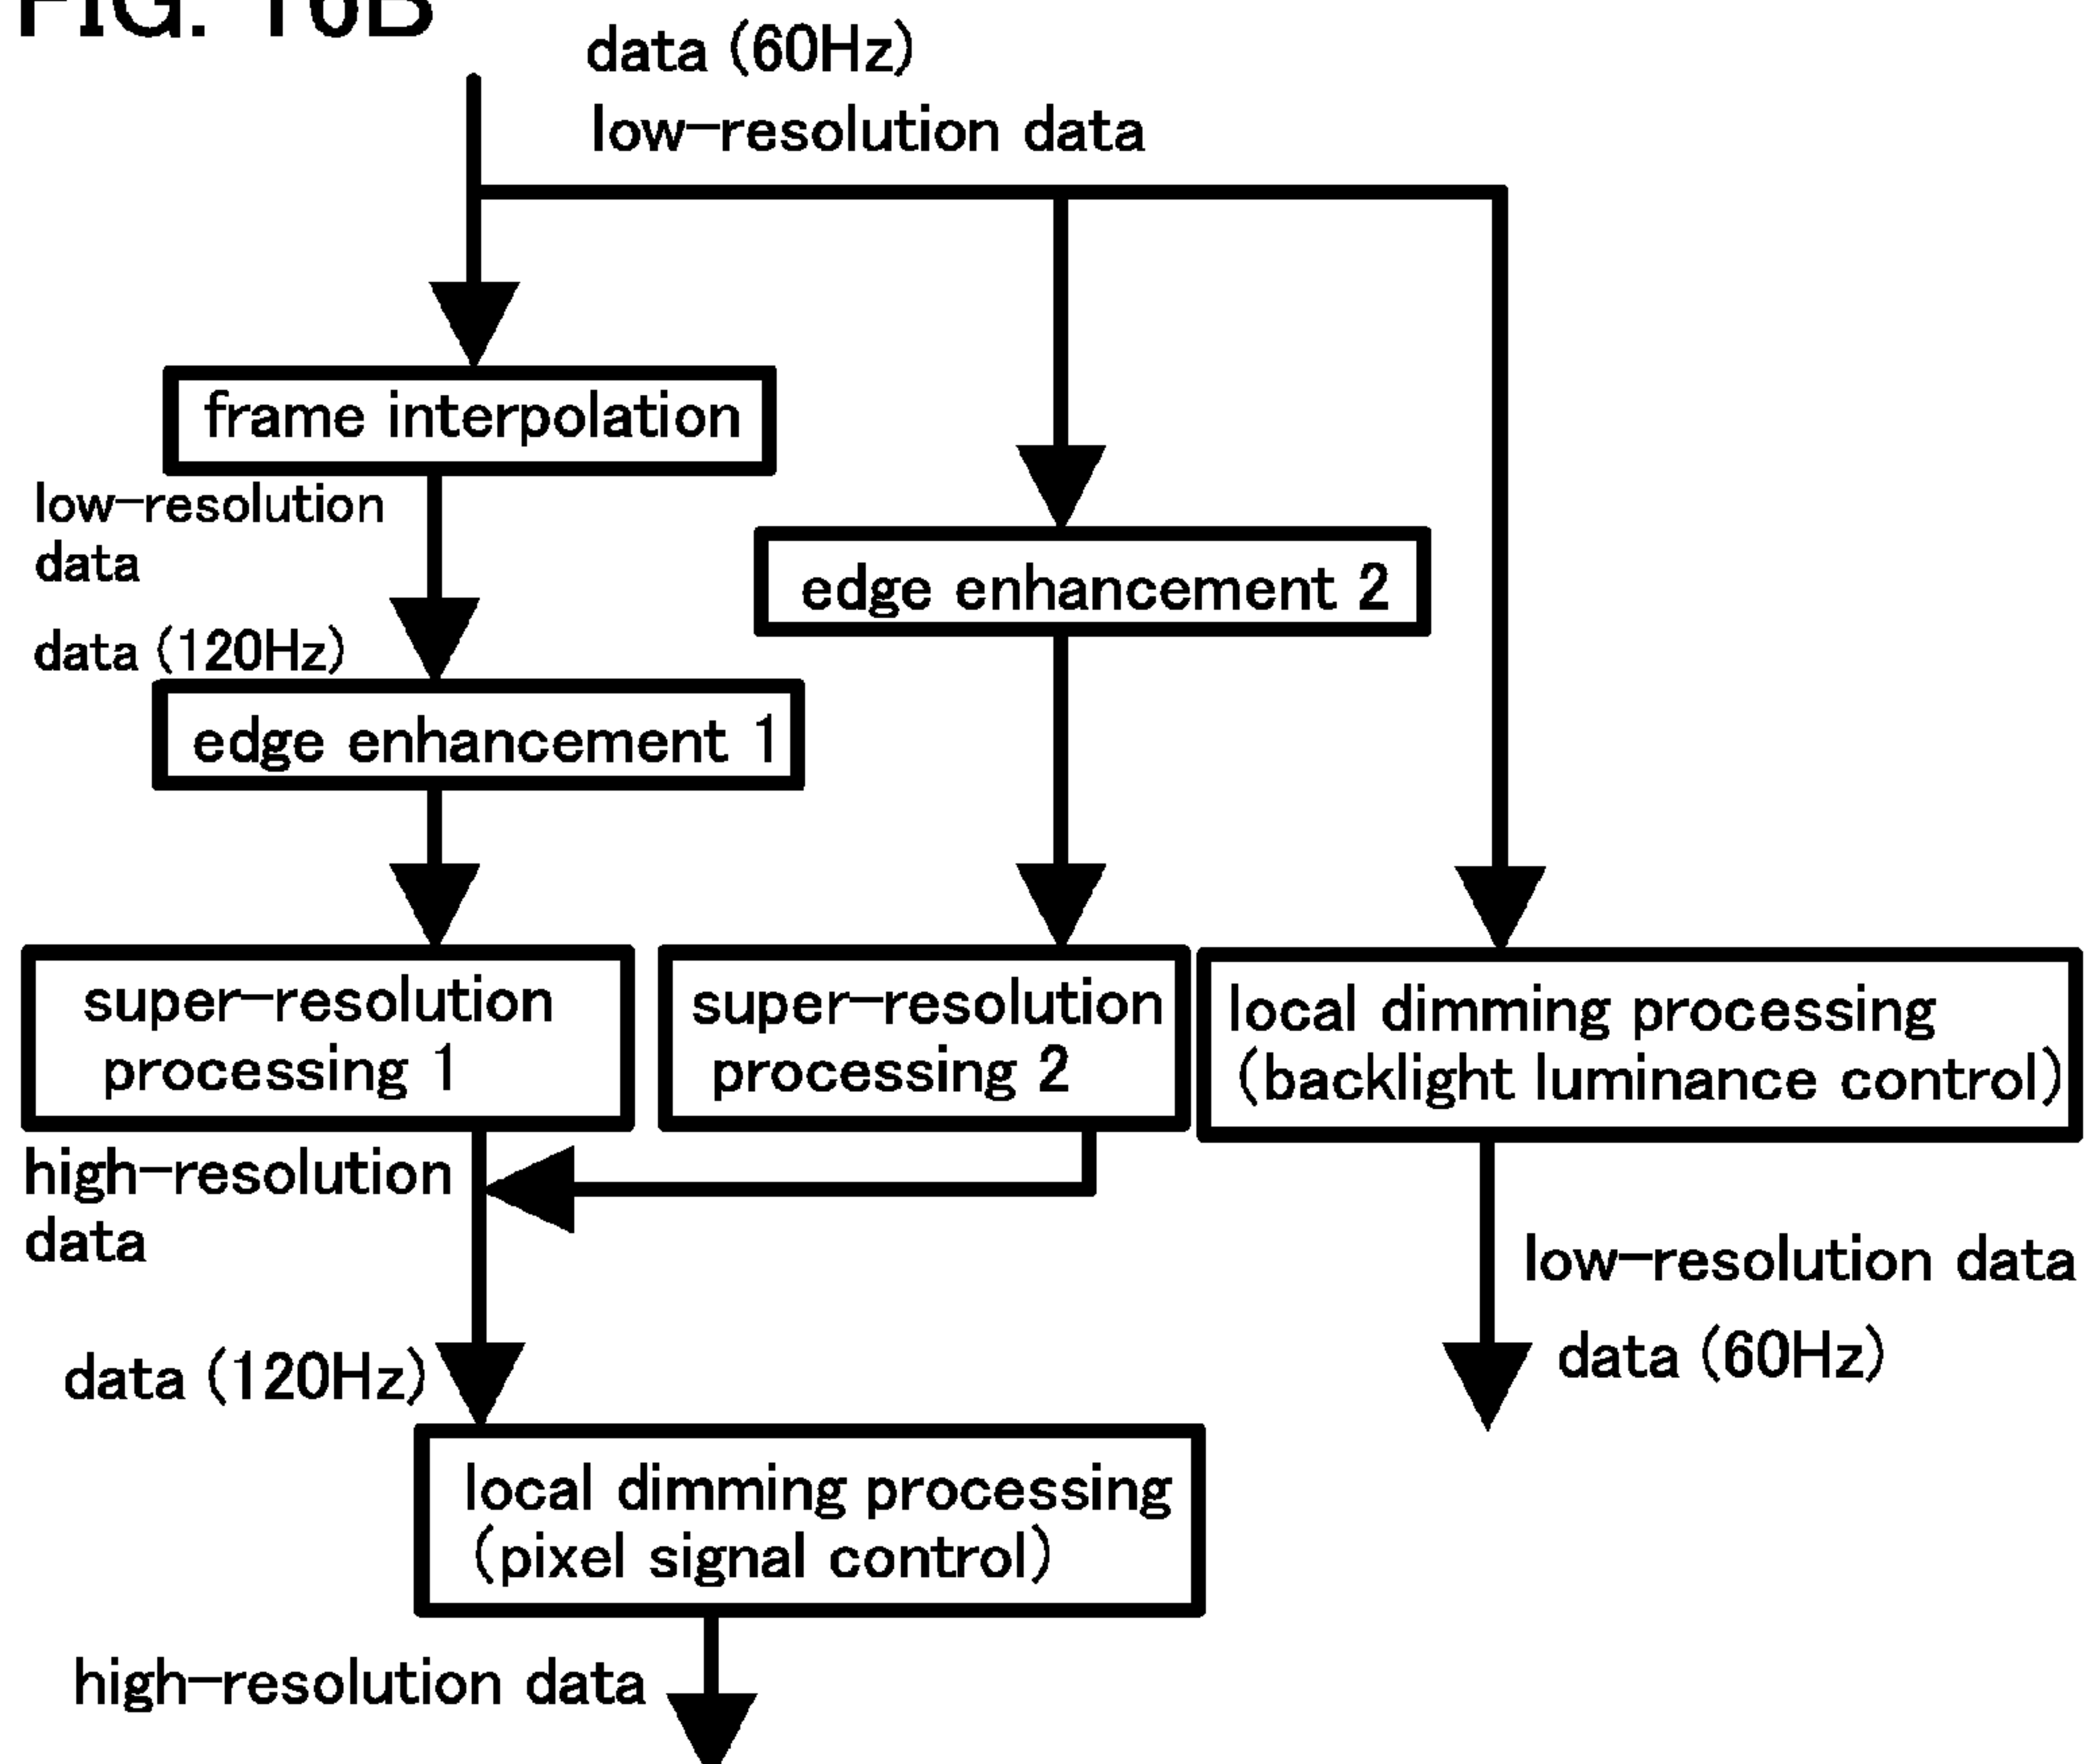 FIG. 16B
data (60Hz)
low-resolution data
frame interpolation
low-resolution
data
data (120Hz)
edge enhancement 2
edge enhancement 1
super-resolution
processing 1
super-resolution
processing 2
local dimming processing
(backlight luminance control)
high-resolution
data
data (120Hz)
low-resolution data
data (60Hz)
local dimming processing
(pixel signal control)
high-resolution data